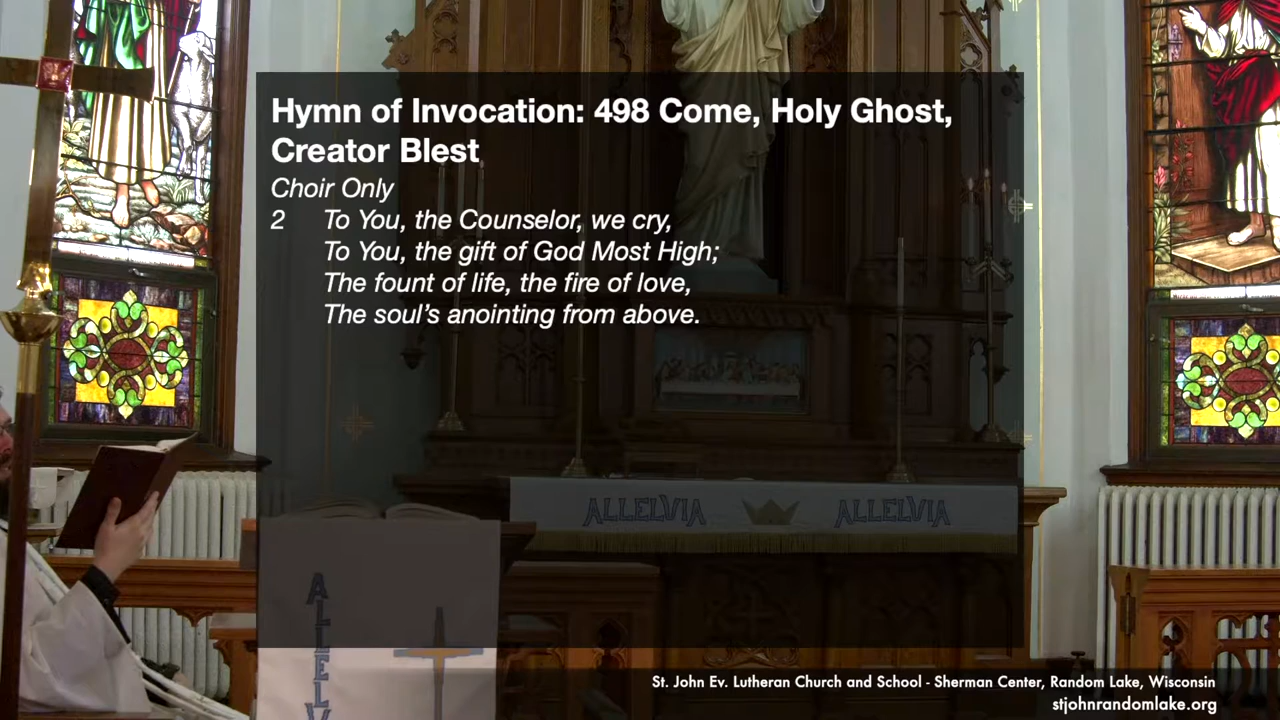 Hymn of Invocation: 498 Come, Holy Ghost,
Creator Blest
Choir Only
2 To You, the Counselor, we cry,
To You, the gift of God Most High;
The fount of life, the fire of love,
The soul's anointing from above.
ALLELVIA ALLELVIA
ALLELV
St. John Ev. Lutheran Church and School - Sherman Center, Random Lake, Wisconsin
stjohnrandomlake.org